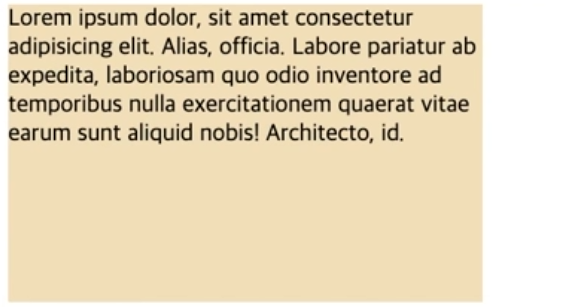 Lorem ipsum dolor, sit amet consectetur
adipisicing elit. Alias, officia. Labore pariatur ab
expedita, laboriosam quo odio inventore ad
temporibus nulla exercitationem quaerat vitae
earum sunt aliquid nobis! Architecto, id.